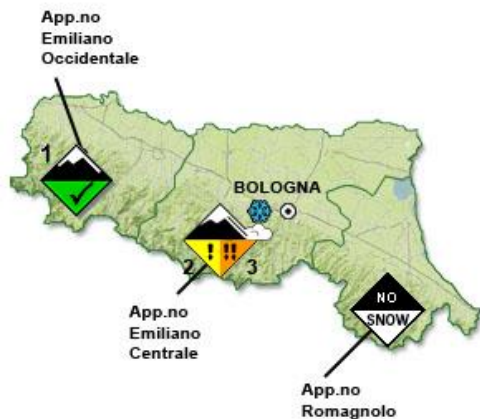 App.no
Emiliano
Occidentale
1
BOLOGNA
! !!
2 3
App.no
Emiliano
Centrale
NO
SNOW
App.no
Romagnolo